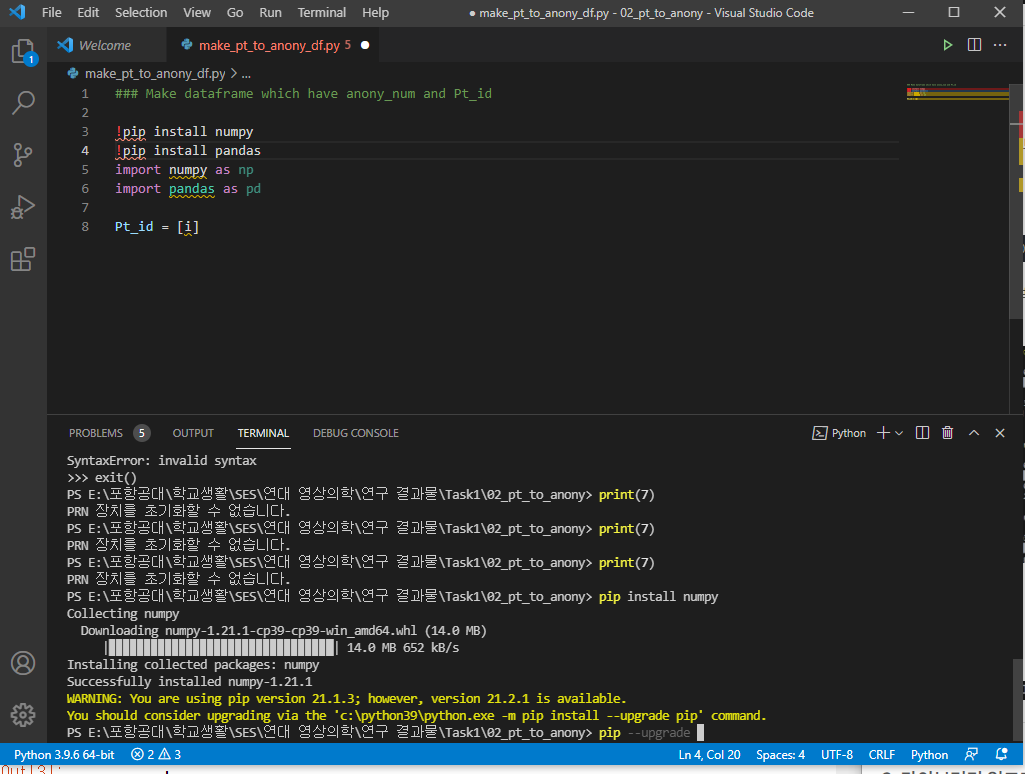 File Edit Selection View Go Run Terminal Help
● make_pt_to_anony_df.py - 02_pt_to_anony - Visual Studio Code
1
Welcome
make_pt_to_anony_df.py 5
make_pt_to_anony_df.py > ...
1 ### Make dataframe which have anony_num and Pt_id
2
3 !pip install numpy
4 !pip install pandas
5 import numpy as np
6 import pandas as pd
7
8 Pt_id = [i]
PROBLEMS 5 OUTPUT TERMINAL DEBUG CONSOLE
Python
SyntaxError: invalid syntax
>>> exit()
PS E:\포항공대\학교생활\SES\연대 영상의학\연구 결과물\Task1\02_pt_to_anony> print(7)
PRN 장치를 초기화할 수 없습니다.
PS E:\포항공대\학교생활\SES\연대 영상의학\연구 결과물\Task1\02_pt_to_anony> print(7)
PRN 장치를 초기화할 수 없습니다.
PS E:\포항공대\학교생활\SES\연대 영상의학\연구 결과물\Task1\02_pt_to_anony> print(7)
PRN 장치를 초기화할 수 없습니다.
PS E:\포항공대\학교생활\SES\연대 영상의학\연구 결과물\Task1\02_pt_to_anony> pip install numpy
Collecting numpy
Downloading numpy-1.21.1-cp39-cp39-win_amd64.whl (14.0 MB)
| 14.0 MB 652 kB/s
Installing collected packages: numpy
Successfully installed numpy-1.21.1
WARNING: You are using pip version 21.1.3; however, version 21.2.1 is available.
You should consider upgrading via the 'c:\python39\python.exe -m pip install --upgrade pip' command.
PS E:\포항공대\학교생활\SES\연대 영상의학\연구 결과물\Task1\02_pt_to_anony> pip --upgrade
Python 3.9.6 64-bit 2 3 Ln 4, Col 20 Spaces: 4 UTF-8 CRLF Python